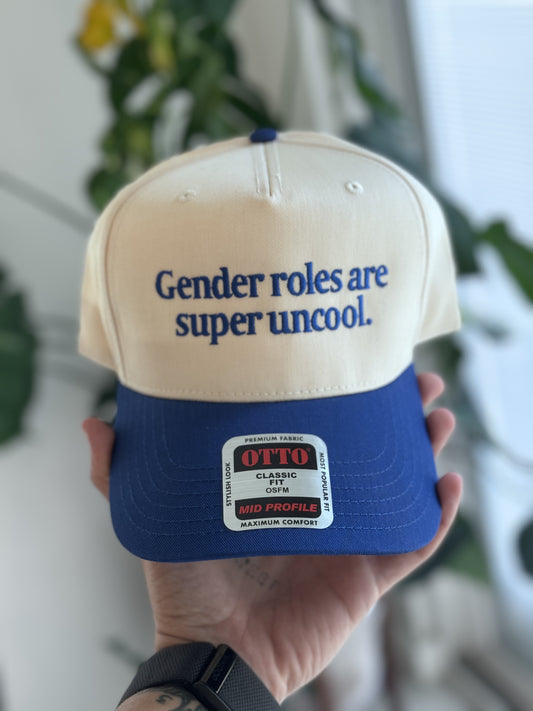 Gender roles are
super uncool.
PREMIUM FABRIC
STYLISH LOOK
OTTO®
CLASSIC
FIT
OSFM
MID PROFILE
MOST POPULAR FIT
MAXIMUM COMFORT